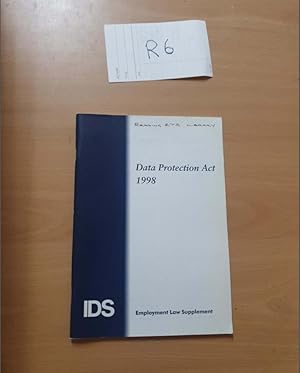 R6
Data Protection Act
1998
IDS
Employment Law Supplement